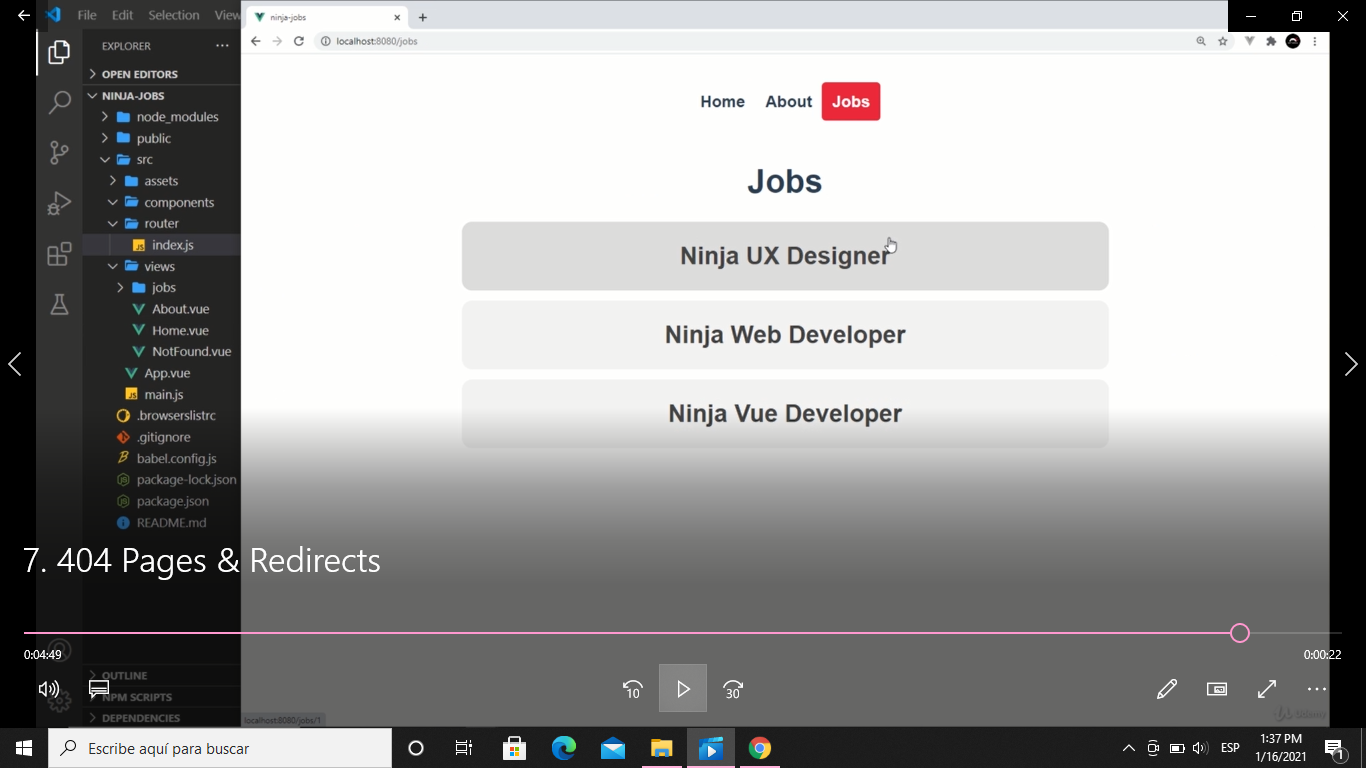 File Edit Selection View
ninja-jobs
localhost:8080/jobs
EXPLORER
OPEN EDITORS
NINJA-JOBS
node_modules
public
src
assets
components
router
index.js
views
jobs
About.vue
Home.vue
NotFound.vue
App.vue
main.js
.browserslistrc
.gitignore
babel.config.js
package-lock.json
package.json
README.md
OUTLINE
NPM SCRIPTS
DEPENDENCIES
Home About Jobs
Jobs
Ninja UX Designer
Ninja Web Developer
Ninja Vue Developer
7. 404 Pages & Redirects
0:04:49
0:00:22
10
30
localhost:8080/jobs/1
Udemy
Escribe aquí para buscar
ESP
1:37 PM
1/16/2021
1